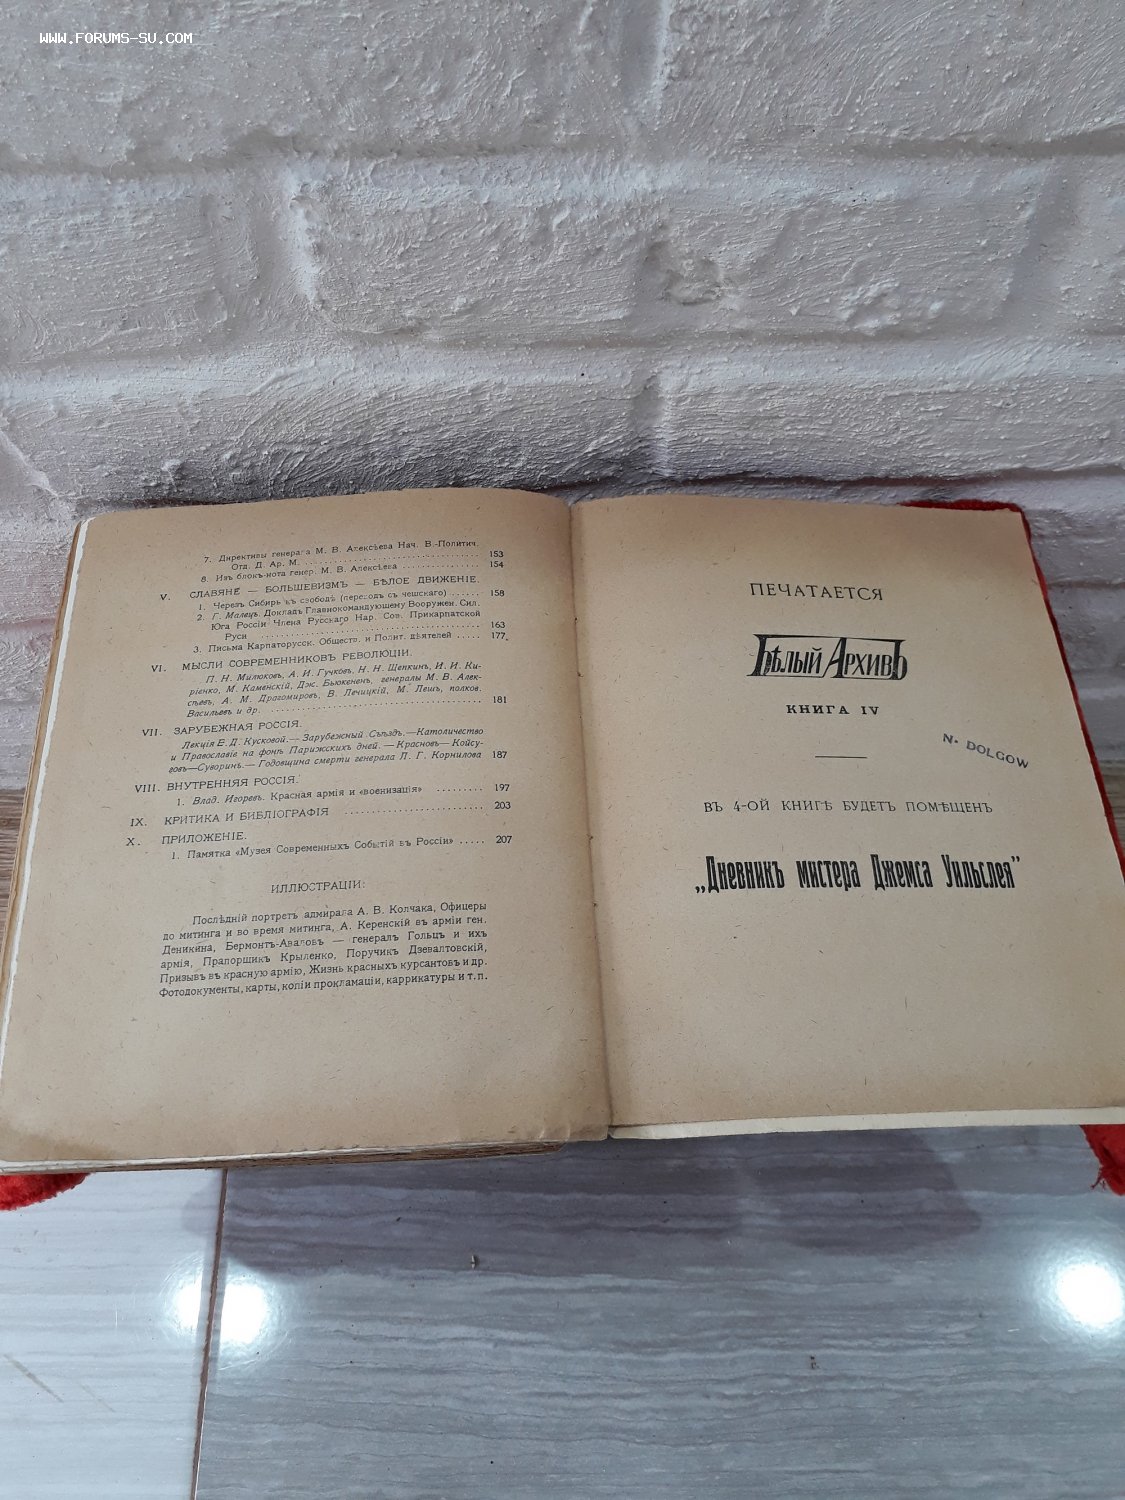 WWW.FORUMS-SU.COM
7. Директивы генерала М. В. Алексѣева Нач. В.-Политич.
Отд. Д. Ар. М. 153
8. Изъ блокъ-нота генер. М. В. Алексѣева 154
V. СЛАВЯНЕ — БОЛЬШЕВИЗМЪ — БѢЛОЕ ДВИЖЕНІЕ.
1. Черезъ Сибирь къ свободѣ (переводъ съ чешскаго) 158
2. Г. Малецъ. Докладъ Главнокомандующему Вооружен. Сил.
Юга Россіи Члена Русскаго Нар. Сов. Прикарпатской
Руси 163
3. Письма Карпаторусск. Обществ. и Полит. дѣятелей 177
VI. МЫСЛИ СОВРЕМЕННИКОВЪ РЕВОЛЮЦІИ.
П. Н. Милюковъ, А. И. Гучковъ, Н. Н. Щепкинъ, И. И. Ки-
ріенко, М. Каменскій, Дж. Бьюкененъ, генералы М. В. Алек-
сѣевъ, А. М. Драгомировъ, В. Лечицкій, М. Лешъ, полков.
Васильевъ и др. 181
VII. ЗАРУБЕЖНАЯ РОССІЯ.
Лекція Е. Д. Кусковой.—Зарубежный Съѣздъ.—Католичество
и Православіе на фонѣ Парижскихъ дней. — Красновъ— Койсу-
говъ—Суворинъ.— Годовщина смерти генерала Л. Г. Корнилова 187
VIII. ВНУТРЕННЯЯ РОССІЯ.
1. Влад. Игоревъ. Красная армія и «военизація» 197
IX. КРИТИКА И БИБЛІОГРАФІЯ 203
X. ПРИЛОЖЕНІЕ.
1. Памятка «Музея Современныхъ Событій въ Россіи» 207
ИЛЛЮСТРАЦІИ:
Послѣдній портретъ адмирала А. В. Колчака, Офицеры
до митинга и во время митинга, А. Керенскій въ арміи ген.
Деникина, Бермонтъ-Аваловъ — генералъ Гольцъ и ихъ
армія, Прапорщикъ Крыленко, Поручикъ Дзевалтовскій,
Призывъ въ красную армію, Жизнь красныхъ курсантовъ и др.
Фотодокументы, карты, копіи прокламаціи, каррикатуры и т. п.
ПЕЧАТАЕТСЯ
БѢЛЫЙ АРХИВЪ
КНИГА IV
N. DOLGOW
ВЪ 4-ОЙ КНИГѢ БУДЕТЪ ПОМѢЩЕНЪ
„Дневникъ мистера Джемса Уильслея”